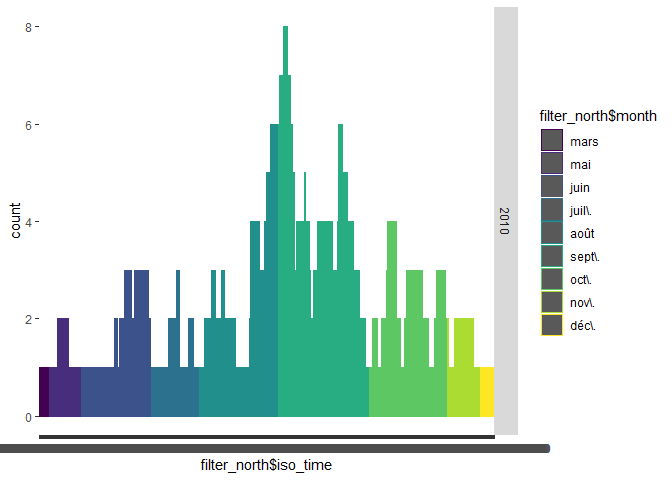 8
6
4
2
0
count
2010
filter_north$iso_time
filter_north$month
mars
mai
juin
juil\.
août
sept\.
oct\.
nov\.
déc\.